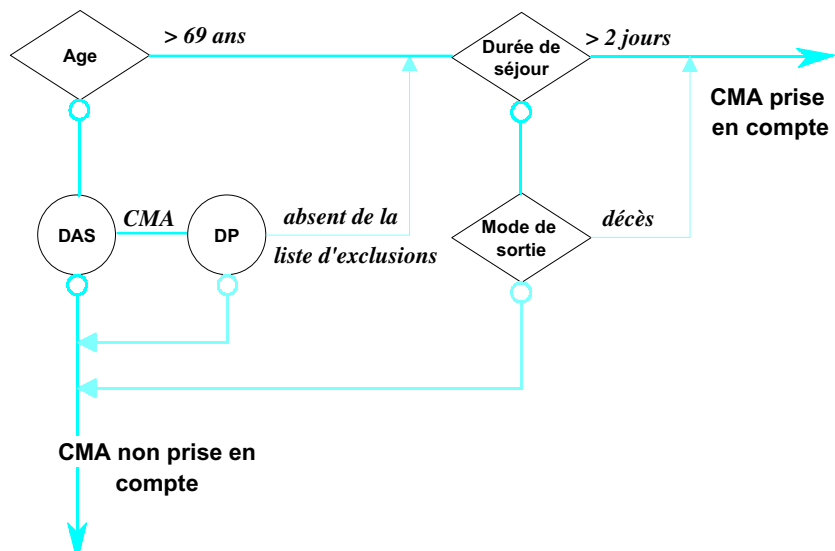 Age
> 69 ans
Durée de
séjour
> 2 jours
CMA prise
en compte
DAS
CMA
DP
absent de la
liste d'exclusions
Mode de
sortie
décès
CMA non prise en
compte